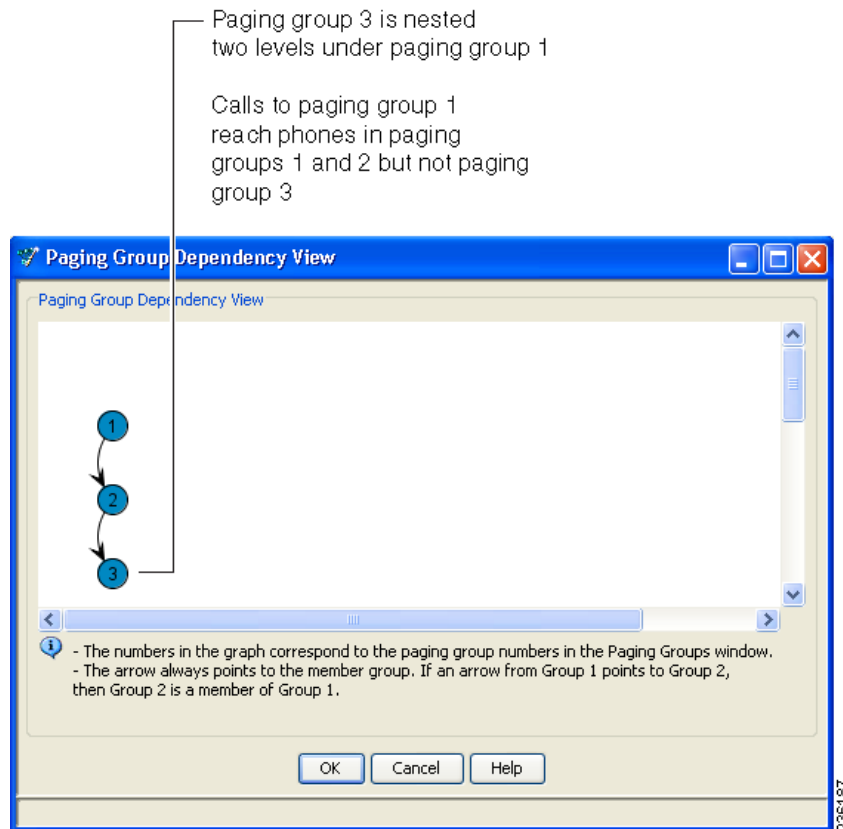 Paging group 3 is nested
two levels under paging group 1
Calls to paging group 1
reach phones in paging
groups 1 and 2 but not paging
group 3
Paging Group Dependency View
Paging Group Dependency View
1
2
3
- The numbers in the graph correspond to the paging group numbers in the Paging Groups window.
- The arrow always points to the member group. If an arrow from Group 1 points to Group 2,
then Group 2 is a member of Group 1.
OK Cancel Help